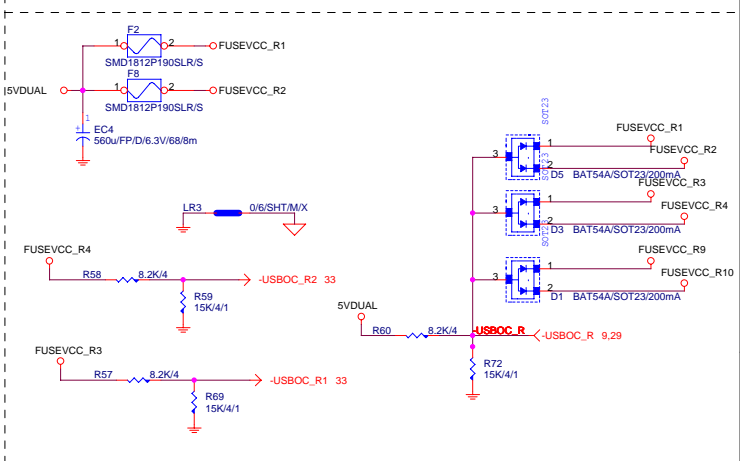 F2
1 2 FUSEVCC_R1
SMD1812P190SLR/S
F8
5VDUAL 1 2 FUSEVCC_R2
SMD1812P190SLR/S
1
+ EC4
560u/FP/D/6.3V/68/8m
SOT23
FUSEVCC_R1
1
FUSEVCC_R2
3
2
D5 BAT54A/SOT23/200mA
SOT23
FUSEVCC_R3
1
FUSEVCC_R4
3
2
D3 BAT54A/SOT23/200mA
SOT23
FUSEVCC_R9
1
FUSEVCC_R10
3
2
D1 BAT54A/SOT23/200mA
LR3 0/6/SHT/M/X
FUSEVCC_R4
R58 8.2K/4 -USBOC_R2 33
R59
15K/4/1
5VDUAL
R60 8.2K/4 -USBOC_R -USBOC_R 9,29
R72
15K/4/1
FUSEVCC_R3
R57 8.2K/4 -USBOC_R1 33
R69
15K/4/1